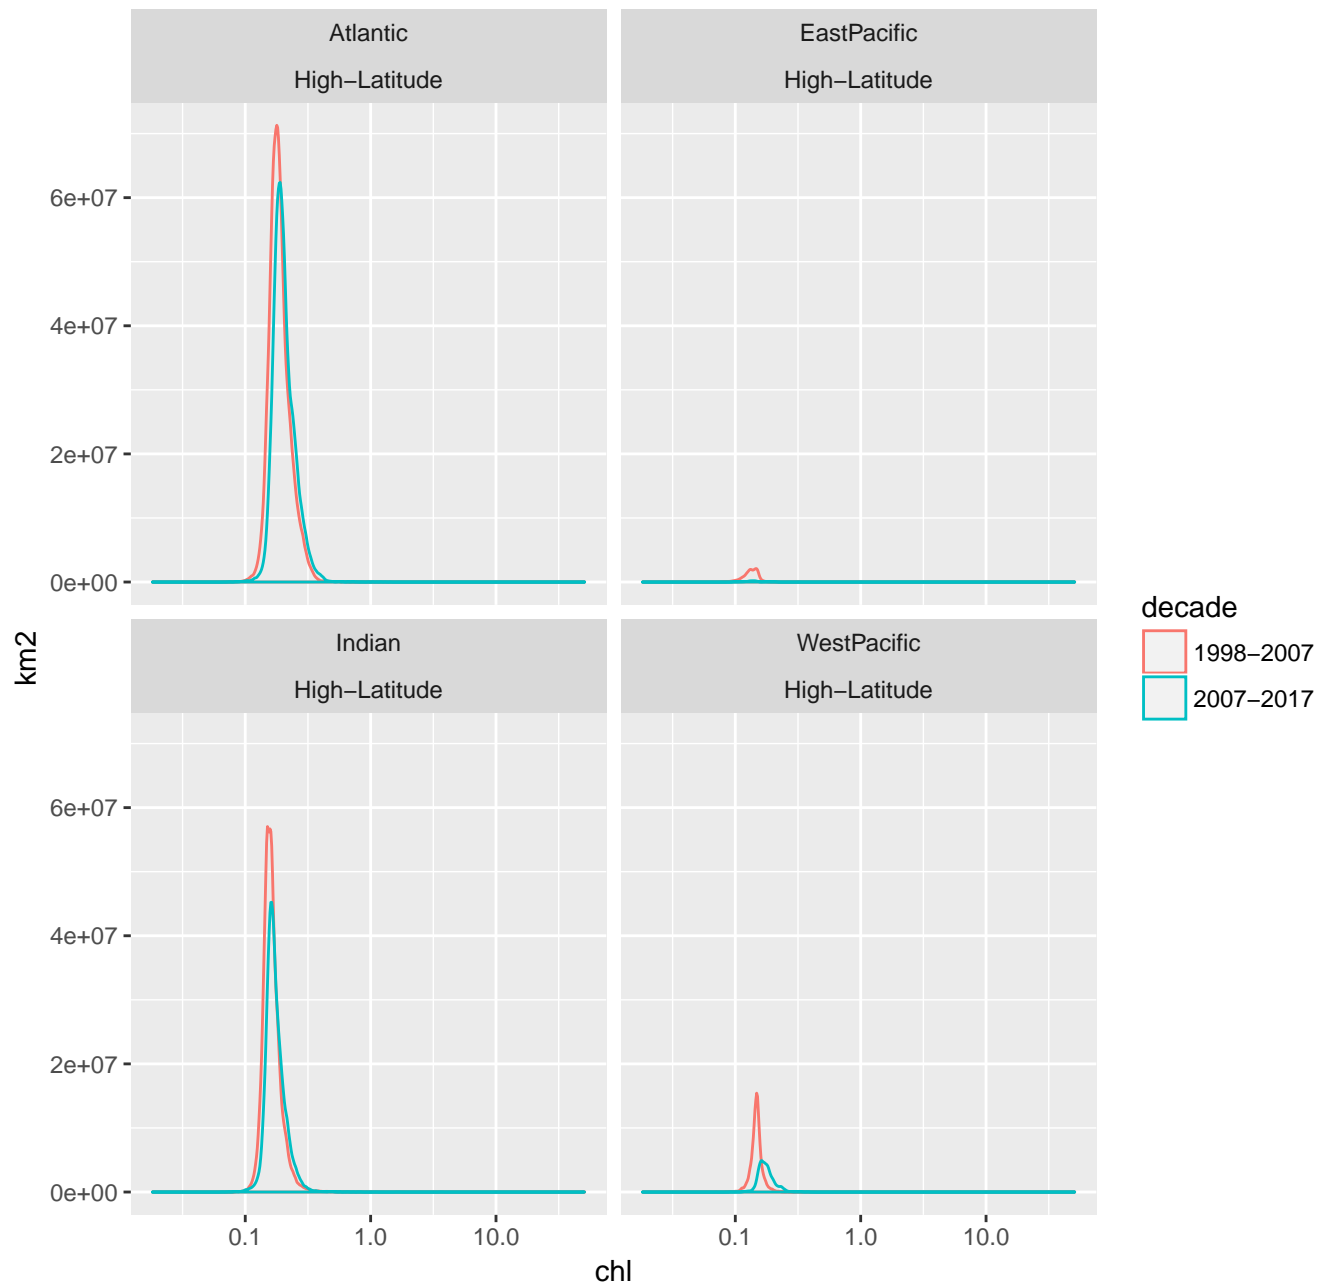 Atlantic
High−Latitude
EastPacific
High−Latitude
6e+07
4e+07
2e+07
0e+00
Indian
High−Latitude
WestPacific
High−Latitude
6e+07
4e+07
2e+07
0e+00
0.1
1.0
10.0
0.1
1.0
10.0
chl
km2
decade
1998−2007
2007−2017